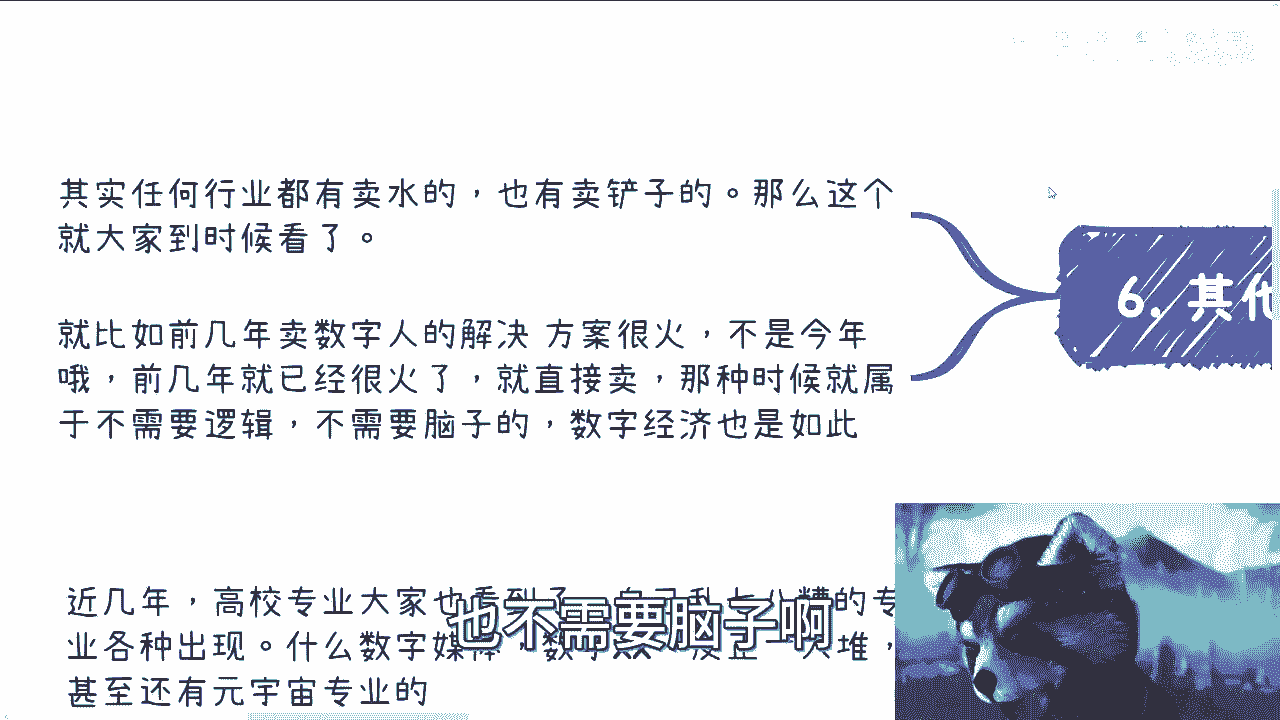 其实任何行业都有卖水的，也有卖铲子的。那么这个
就大家到时候看了。
6. 其他
就比如前几年卖数字人的解决 方案很火，不是今年
哦，前几年就已经很火了，就直接卖，那种时候就属
于不需要逻辑，不需要脑子的，数字经济也是如此
近几年，高校专业大家也看到了，
的专
也不需要脑子啊
业各种出现。什么数字媒体，数字
大堆，
甚至还有元宇宙专业的